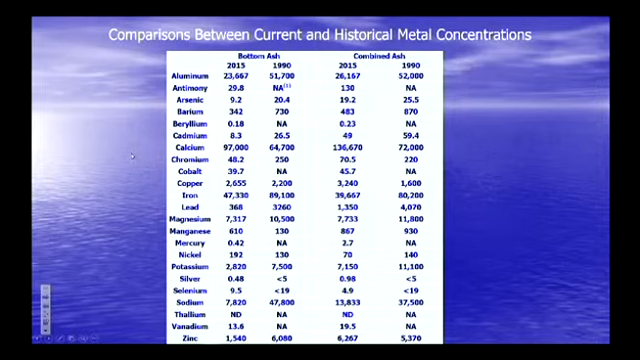 Comparisons Between Current and Historical Metal Concentrations
Bottom Ash Combined Ash
2015 1990 2015 1990
Aluminum 23,667 51,700 26,167 52,000
Antimony 29.8 NA(1) 130 NA
Arsenic 9.2 20.4 19.2 25.5
Barium 342 730 483 870
Beryllium 0.18 NA 0.23 NA
Cadmium 8.3 26.5 49 59.4
Calcium 97,000 64,700 136,670 72,000
Chromium 48.2 250 70.5 220
Cobalt 39.7 NA 45.7 NA
Copper 2,655 2,200 3,240 1,600
Iron 47,330 89,100 39,667 80,200
Lead 368 3260 1,350 4,070
Magnesium 7,317 10,500 7,733 11,800
Manganese 610 130 867 930
Mercury 0.42 NA 2.7 NA
Nickel 192 130 70 140
Potassium 2,820 7,500 7,150 11,100
Silver 0.48 <5 0.98 <5
Selenium 9.5 <19 4.9 <19
Sodium 7,820 47,800 13,833 37,500
Thallium ND NA ND NA
Vanadium 13.6 NA 19.5 NA
Zinc 1,540 6,080 6,267 5,370